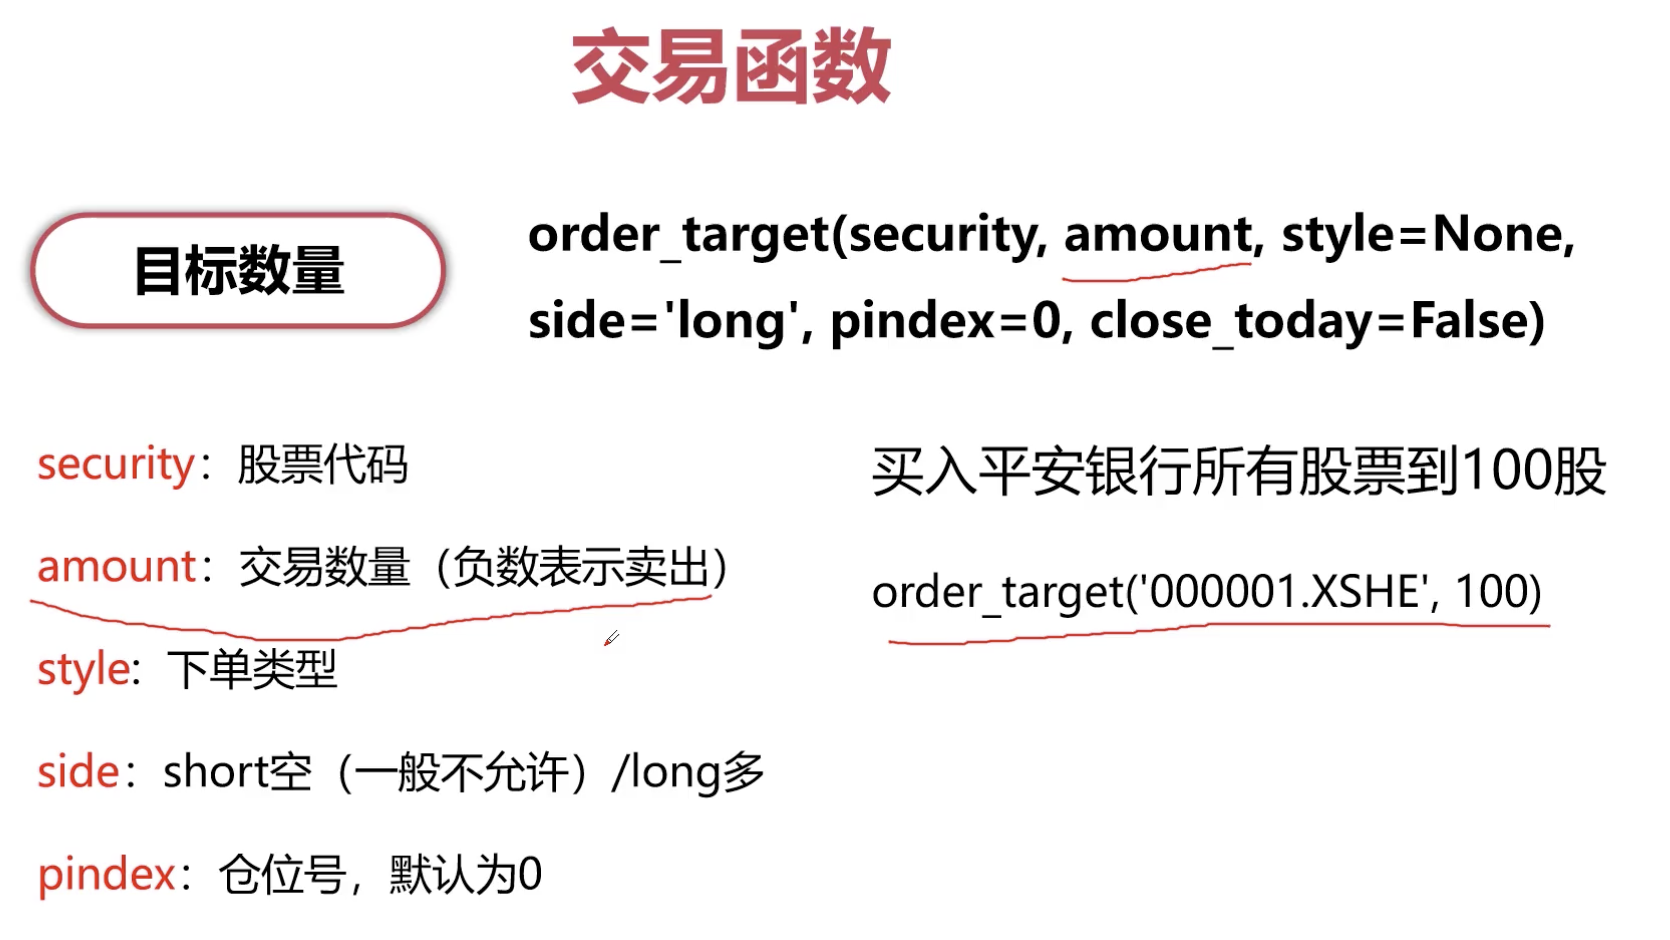 交易函数
目标数量
order_target(security, amount, style=None,
side='long', pindex=0, close_today=False)
security：股票代码
amount：交易数量（负数表示卖出）
style：下单类型
side：short空（一般不允许）/long多
pindex：仓位号，默认为0
买入平安银行所有股票到100股
order_target('000001.XSHE', 100)